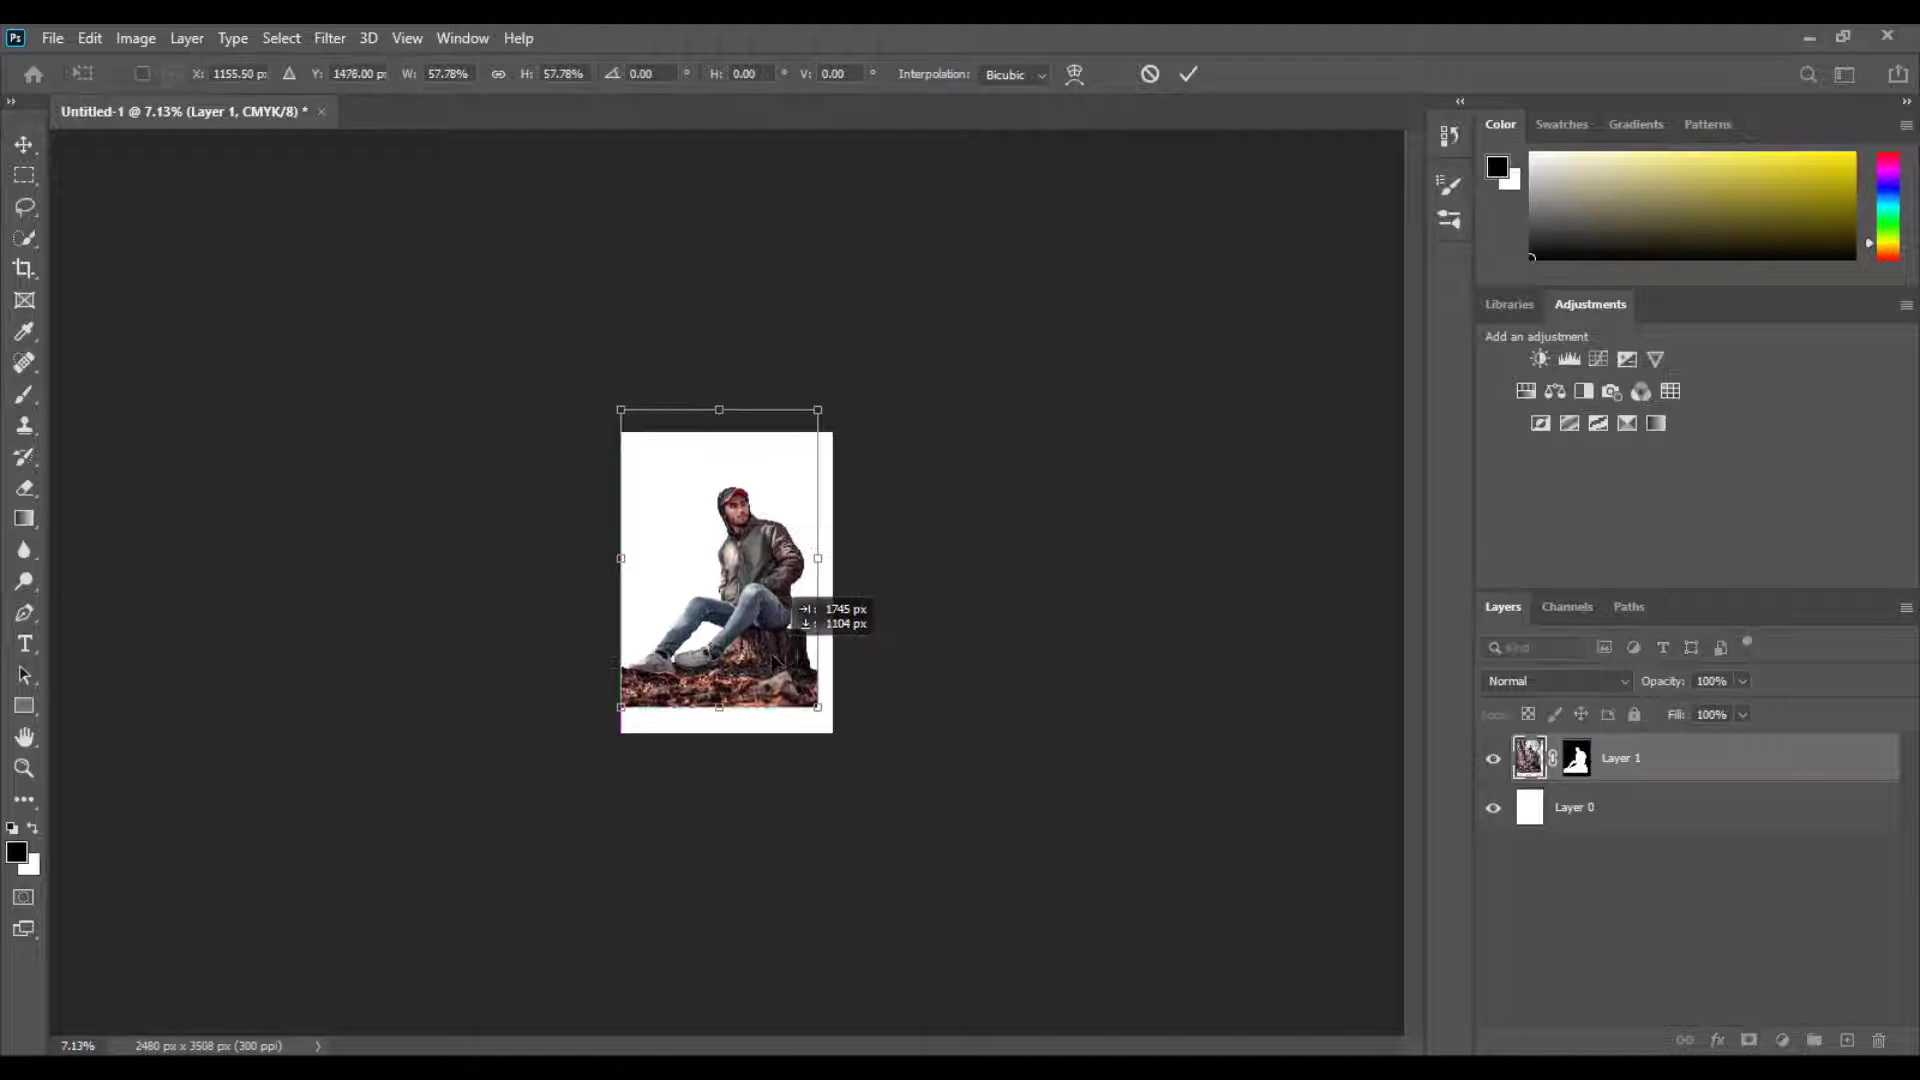 Ps File Edit Image Layer Type Select Filter 3D View Window Help
X: 1155.50 px Y: 1476.00 px W: 57.78% H: 57.78% 0.00 ° H: 0.00 ° V: 0.00 ° Interpolation: Bicubic
Untitled-1 @ 7.13% (Layer 1, CMYK/8) * ×
Color Swatches Gradients Patterns
Libraries Adjustments
Add an adjustment
: 1745 px
: 1104 px
Layers Channels Paths
Kind
Normal Opacity: 100%
Lock: Fill: 100%
Layer 1
Layer 0
fx
7.13% 2480 px x 3508 px (300 ppi)